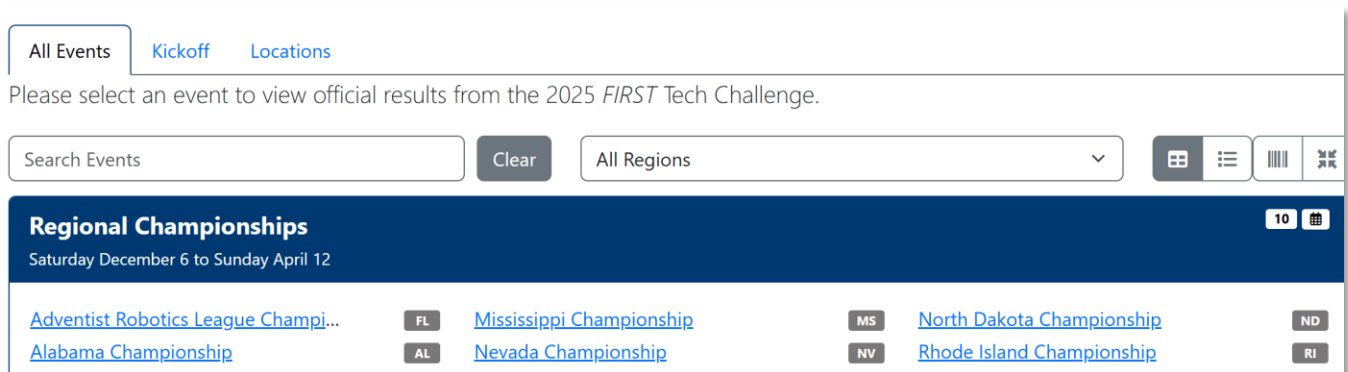 All Events Kickoff Locations
Please select an event to view official results from the 2025 FIRST Tech Challenge.
Search Events Clear All Regions
Regional Championships 10
Saturday December 6 to Sunday April 12
Adventist Robotics League Champi... FL Mississippi Championship MS North Dakota Championship ND
Alabama Championship AL Nevada Championship NV Rhode Island Championship RI